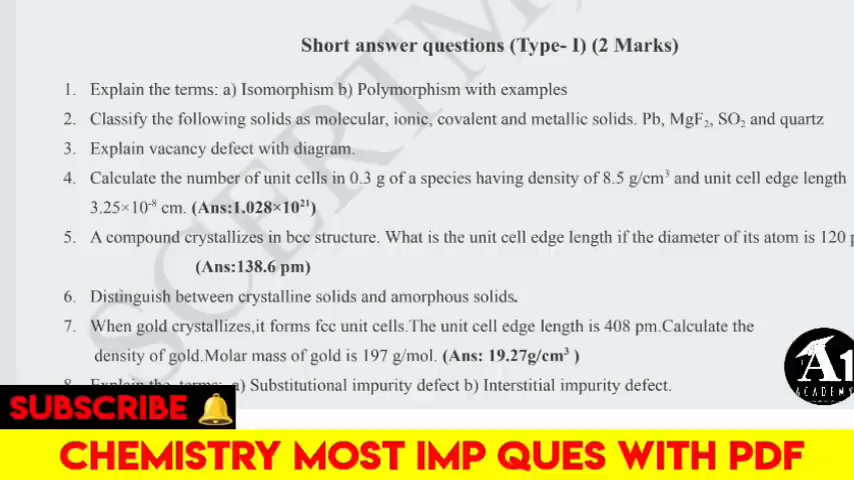 Short answer questions (Type- I) (2 Marks)
1. Explain the terms: a) Isomorphism b) Polymorphism with examples
2. Classify the following solids as molecular, ionic, covalent and metallic solids. Pb, MgF₂, SO₂ and quartz
3. Explain vacancy defect with diagram.
4. Calculate the number of unit cells in 0.3 g of a species having density of 8.5 g/cm³ and unit cell edge length
3.25×10⁻⁸ cm. (Ans:1.028×10²¹)
5. A compound crystallizes in bcc structure. What is the unit cell edge length if the diameter of its atom is 120 p
(Ans:138.6 pm)
6. Distinguish between crystalline solids and amorphous solids.
7. When gold crystallizes,it forms fcc unit cells.The unit cell edge length is 408 pm.Calculate the
density of gold.Molar mass of gold is 197 g/mol. (Ans: 19.27g/cm³ )
8. Explain the terms: a) Substitutional impurity defect b) Interstitial impurity defect.
A1
ACADEMY
SUBSCRIBE
CHEMISTRY MOST IMP QUES WITH PDF